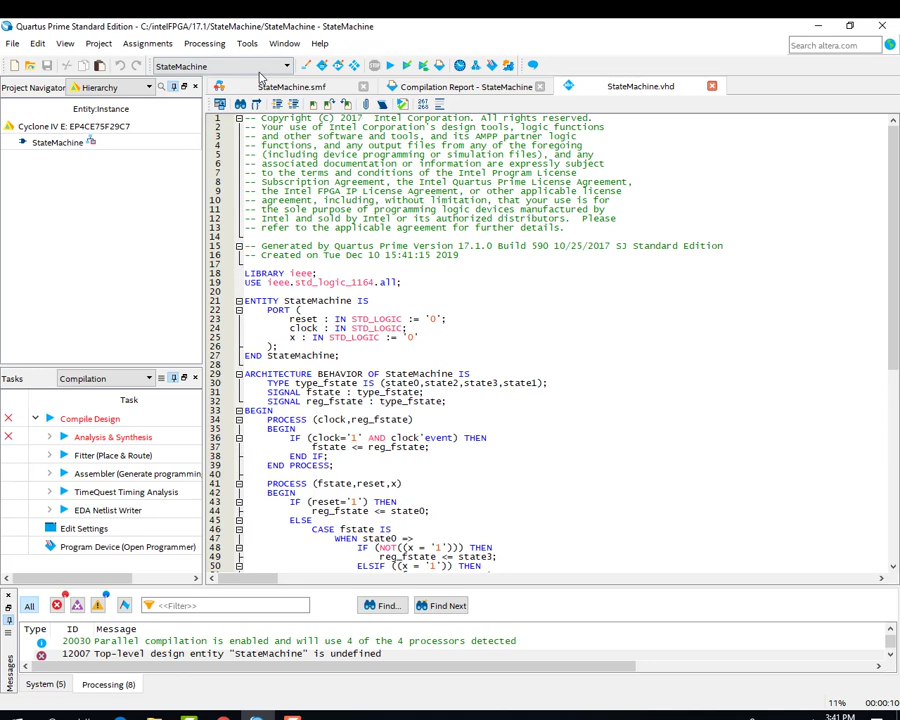 Quartus Prime Standard Edition - C:/intelFPGA/17.1/StateMachine/StateMachine - StateMachine
File Edit View Project Assignments Processing Tools Window Help
Search altera.com
StateMachine
Project Navigator Hierarchy
StateMachine.smf
Compilation Report - StateMachine
StateMachine.vhd
Entity:Instance
Cyclone IV E: EP4CE75F29C7
StateMachine
267
268
1 -- Copyright (C) 2017 Intel Corporation. All rights reserved.
2 -- Your use of Intel Corporation's design tools, logic functions
3 -- and other software and tools, and its AMPP partner logic
4 -- functions, and any output files from any of the foregoing
5 -- (including device programming or simulation files), and any
6 -- associated documentation or information are expressly subject
7 -- to the terms and conditions of the Intel Program License
8 -- Subscription Agreement, the Intel Quartus Prime License Agreement,
9 -- the Intel FPGA IP License Agreement, or other applicable license
10 -- agreement, including, without limitation, that your use is for
11 -- the sole purpose of programming logic devices manufactured by
12 -- Intel and sold by Intel or its authorized distributors. Please
13 -- refer to the applicable agreement for further details.
14
15 -- Generated by Quartus Prime Version 17.1.0 Build 590 10/25/2017 SJ Standard Edition
16 -- Created on Tue Dec 10 15:41:15 2019
17
18 LIBRARY ieee;
19 USE ieee.std_logic_1164.all;
20
21 ENTITY StateMachine IS
22 PORT (
23 reset : IN STD_LOGIC := '0';
24 clock : IN STD_LOGIC;
25 x : IN STD_LOGIC := '0'
26 );
27 END StateMachine;
28
29 ARCHITECTURE BEHAVIOR OF StateMachine IS
30 TYPE type_fstate IS (state0,state2,state3,state1);
31 SIGNAL fstate : type_fstate;
32 SIGNAL reg_fstate : type_fstate;
33 BEGIN
34 PROCESS (clock,reg_fstate)
35 BEGIN
36 IF (clock='1' AND clock'event) THEN
37 fstate <= reg_fstate;
38 END IF;
39 END PROCESS;
40
41 PROCESS (fstate,reset,x)
42 BEGIN
43 IF (reset='1') THEN
44 reg_fstate <= state0;
45 ELSE
46 CASE fstate IS
47 WHEN state0 =>
48 IF (NOT((x = '1'))) THEN
49 reg_fstate <= state3;
50 ELSIF ((x = '1')) THEN
Tasks Compilation
Task
Compile Design
Analysis & Synthesis
Fitter (Place & Route)
Assembler (Generate programmin
TimeQuest Timing Analysis
EDA Netlist Writer
Edit Settings
Program Device (Open Programmer)
All
<<Filter>>
Find...
Find Next
Type ID Message
20030 Parallel compilation is enabled and will use 4 of the 4 processors detected
12007 Top-level design entity "StateMachine" is undefined
Messages
System (5) Processing (8)
11% 00:00:10
3:41 PM